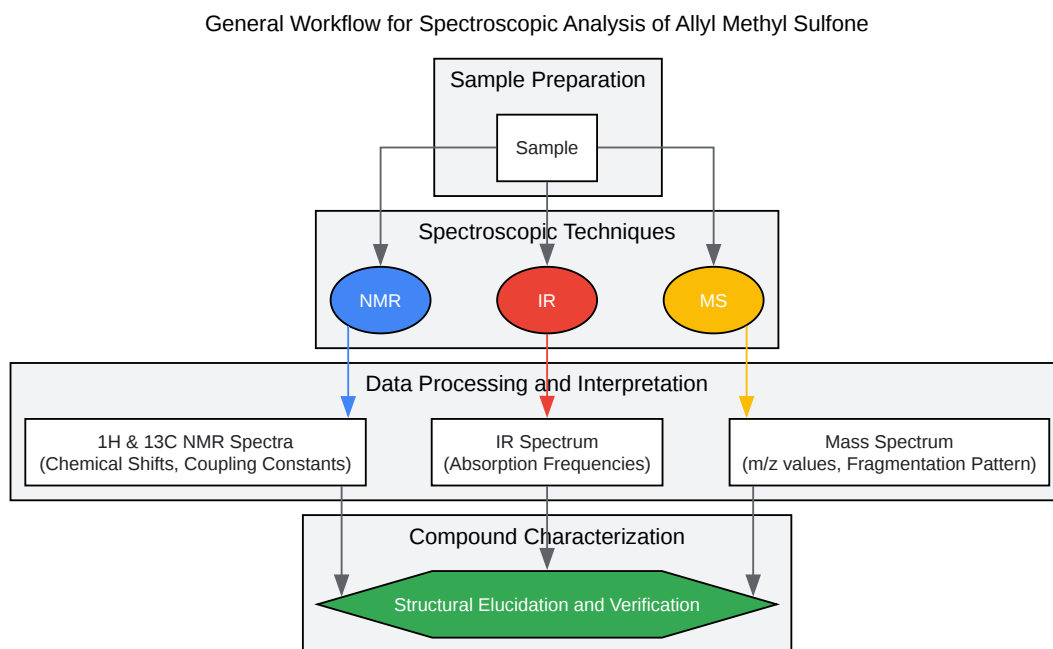 General Workflow for Spectroscopic Analysis of Allyl Methyl Sulfone
Sample Preparation
Sample
Spectroscopic Techniques
NMR
IR
MS
Data Processing and Interpretation
1H & 13C NMR Spectra
(Chemical Shifts, Coupling Constants)
IR Spectrum
(Absorption Frequencies)
Mass Spectrum
(m/z values, Fragmentation Pattern)
Compound Characterization
Structural Elucidation and Verification